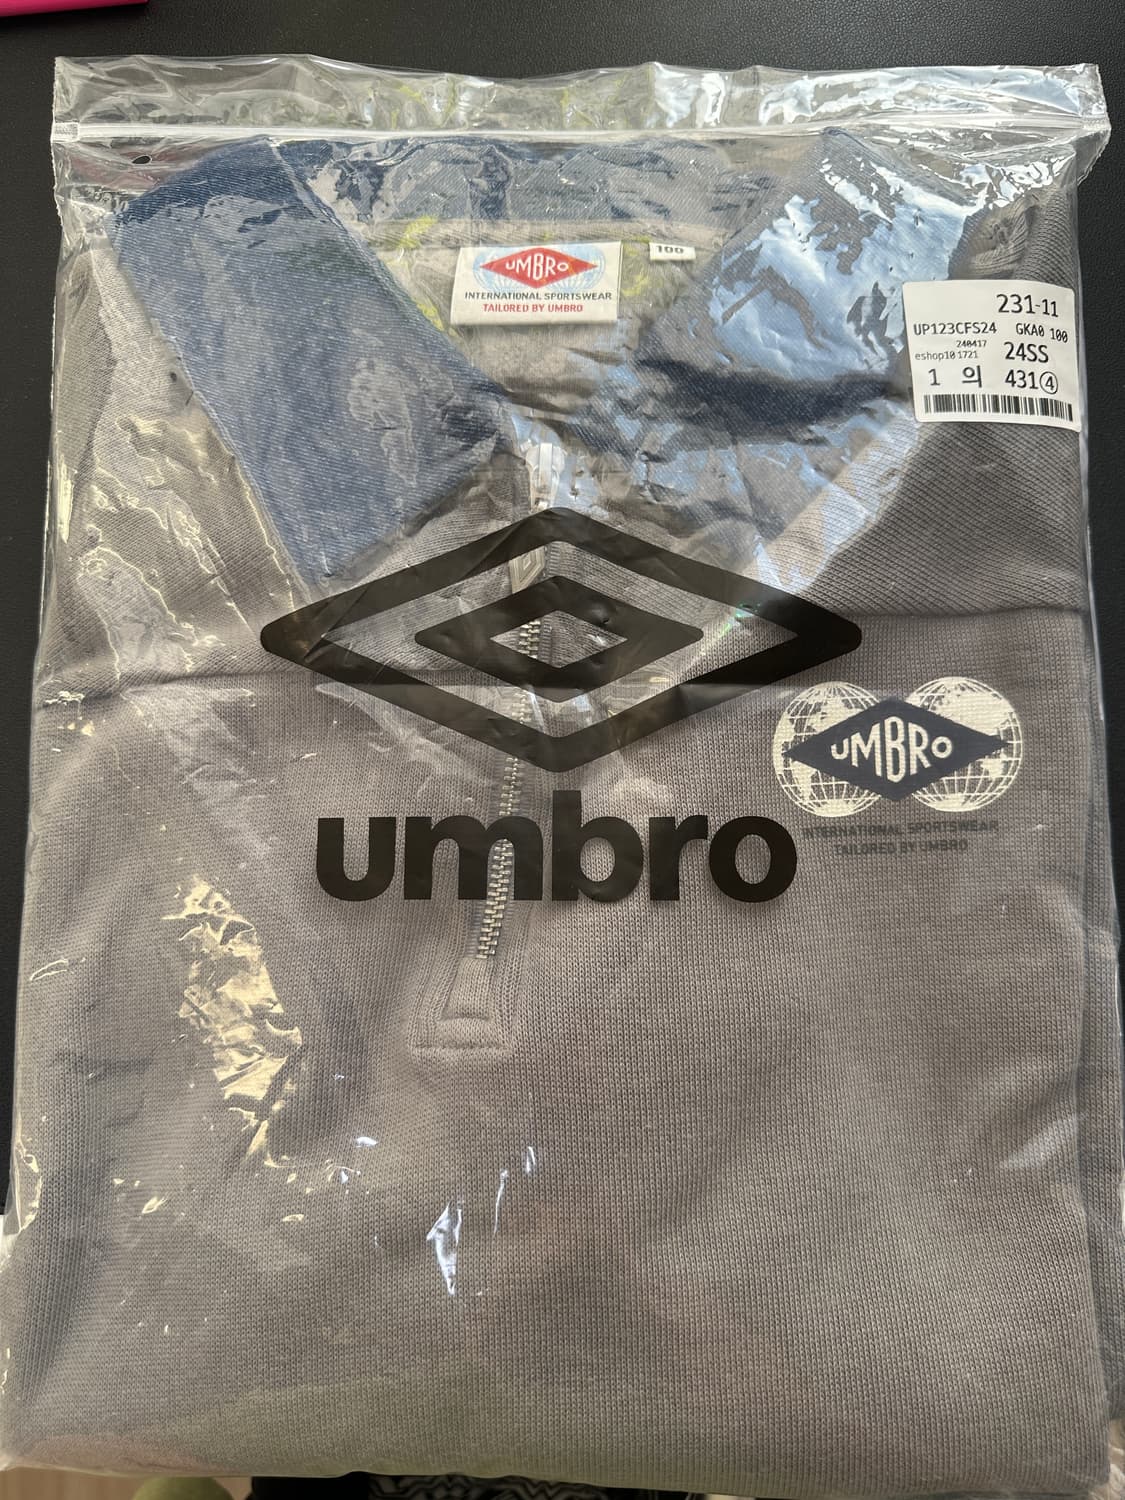 UMBRO
INTERNATIONAL SPORTSWEAR
TAILORED BY UMBRO
100
231-11
UP123CFS24 GKA0 100
240417
eshop10 1721 24SS
1 의 431④
umbro
UMBRO
INTERNATIONAL SPORTSWEAR
TAILORED BY UMBRO